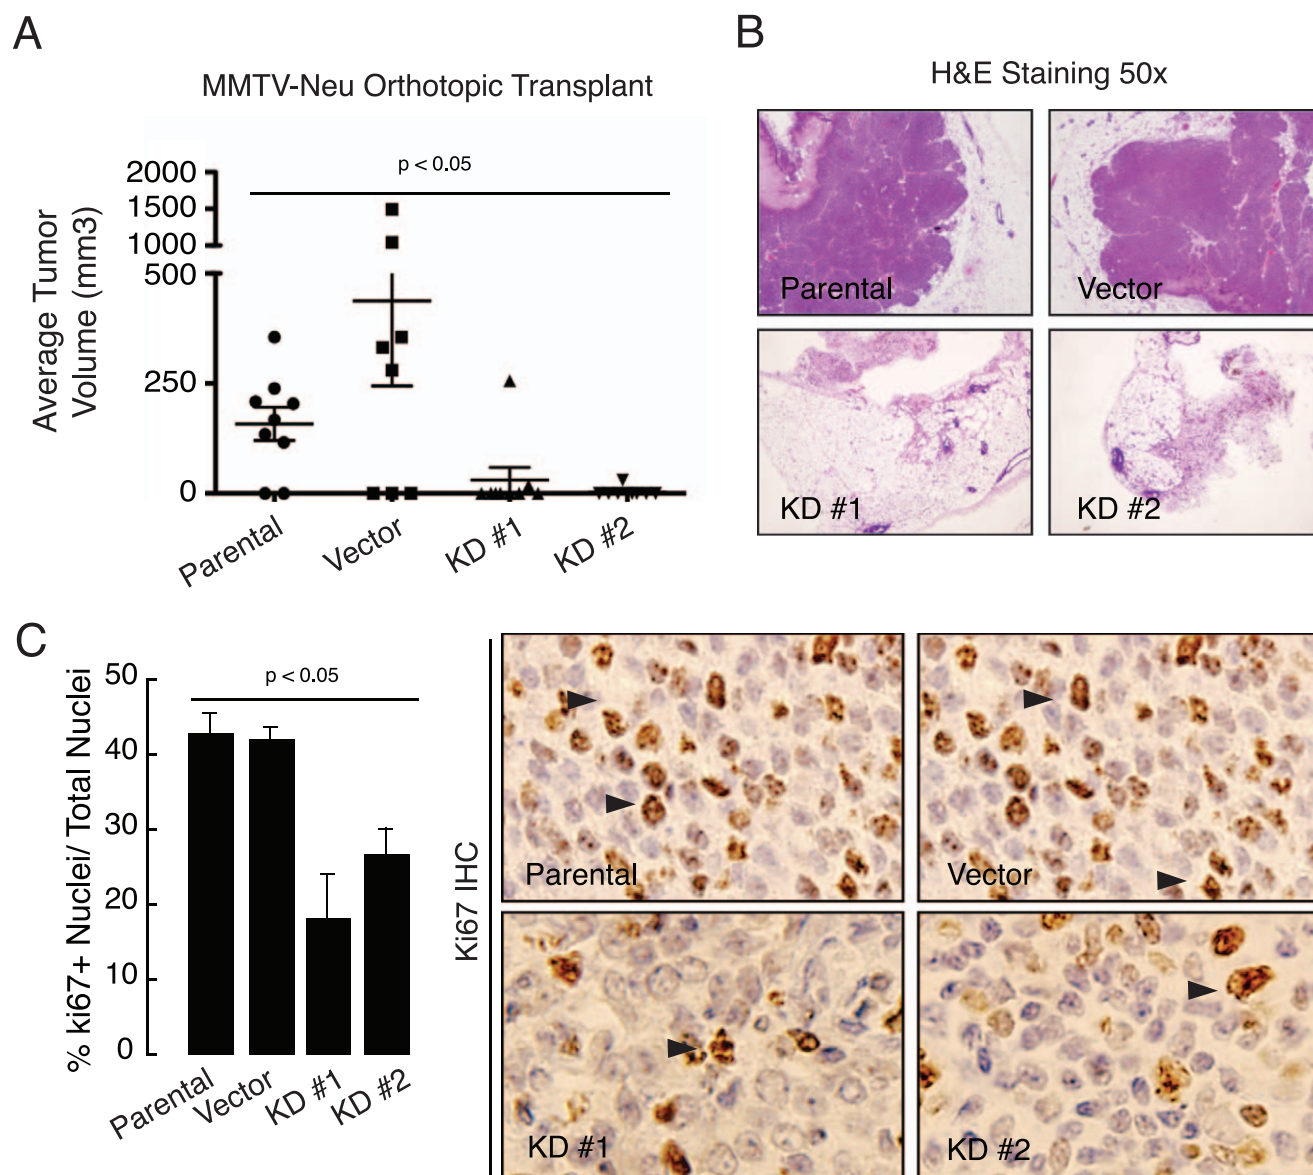 A
MMTV-Neu Orthotopic Transplant
p < 0.05
Average Tumor
Volume (mm3)
2000
1500
1000
500
250
0
Parental
Vector
KD #1
KD #2
B
H&E Staining 50x
Parental
Vector
KD #1
KD #2
C
p < 0.05
% ki67+ Nuclei/ Total Nuclei
50
40
30
20
10
0
Parental
Vector
KD #1
KD #2
Ki67 IHC
Parental
Vector
KD #1
KD #2